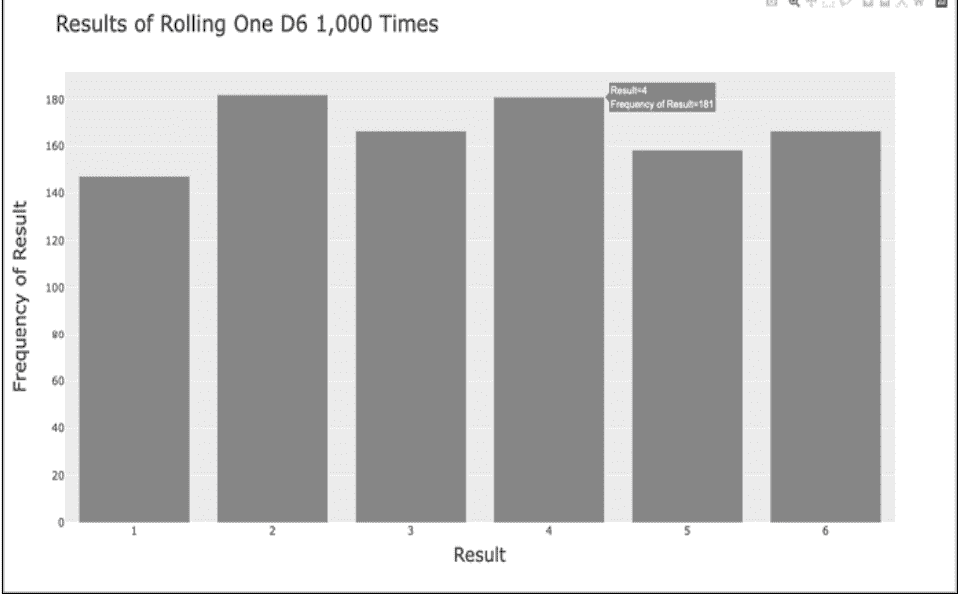 Results of Rolling One D6 1,000 Times
Result=4
Frequency of Result=181
180
160
140
120
100
80
60
40
20
0
Frequency of Result
1 2 3 4 5 6
Result